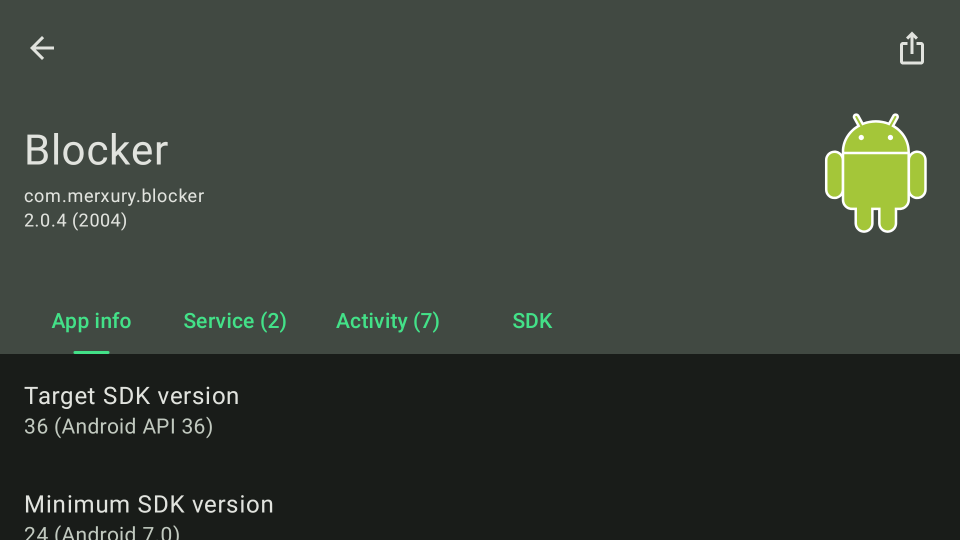 Blocker
com.merxury.blocker
2.0.4 (2004)
App info
Service (2)
Activity (7)
SDK
Target SDK version
36 (Android API 36)
Minimum SDK version
24 (Android 7.0)